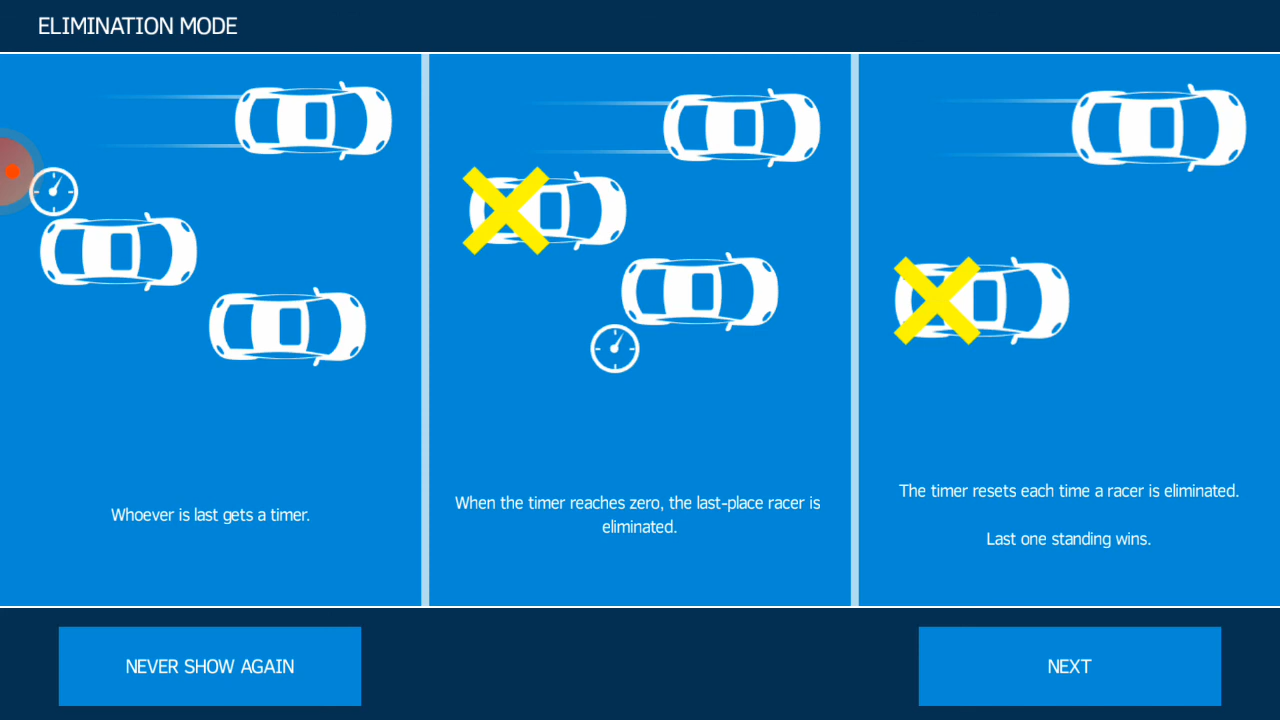 ELIMINATION MODE
Whoever is last gets a timer.
When the timer reaches zero, the last-place racer is
eliminated.
The timer resets each time a racer is eliminated.
Last one standing wins.
NEVER SHOW AGAIN
NEXT